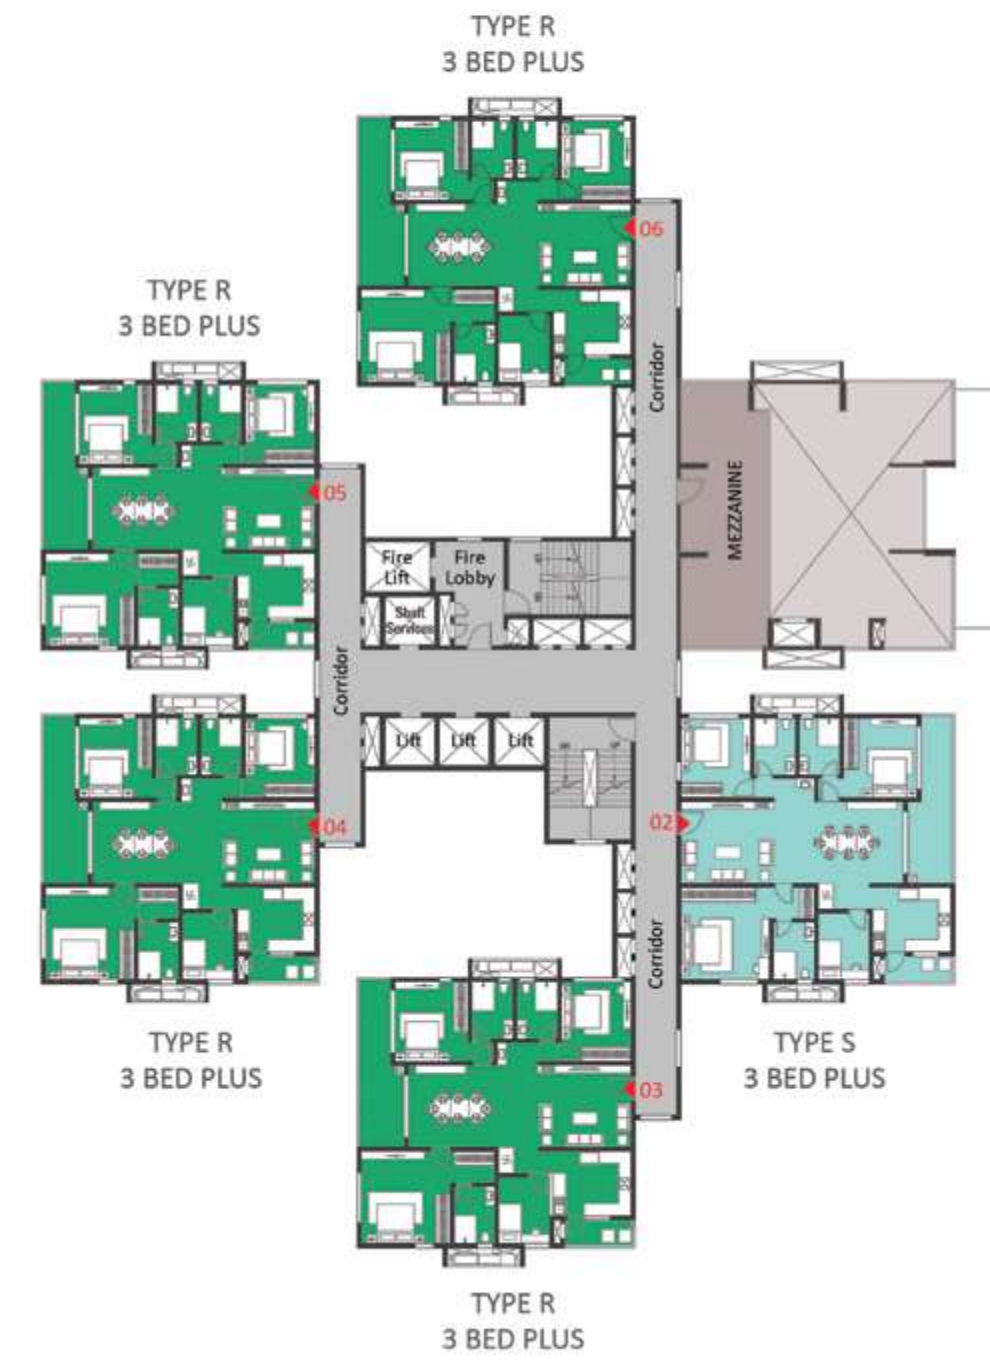 TYPE R
3 BED PLUS
06
TYPE R
3 BED PLUS
Corridor
05
MEZZANINE
Fire
Lift
Fire
Lobby
Shaft
Services
Corridor
Lift
Lift
Lift
04
02
Corridor
TYPE R
3 BED PLUS
TYPE S
3 BED PLUS
03
TYPE R
3 BED PLUS